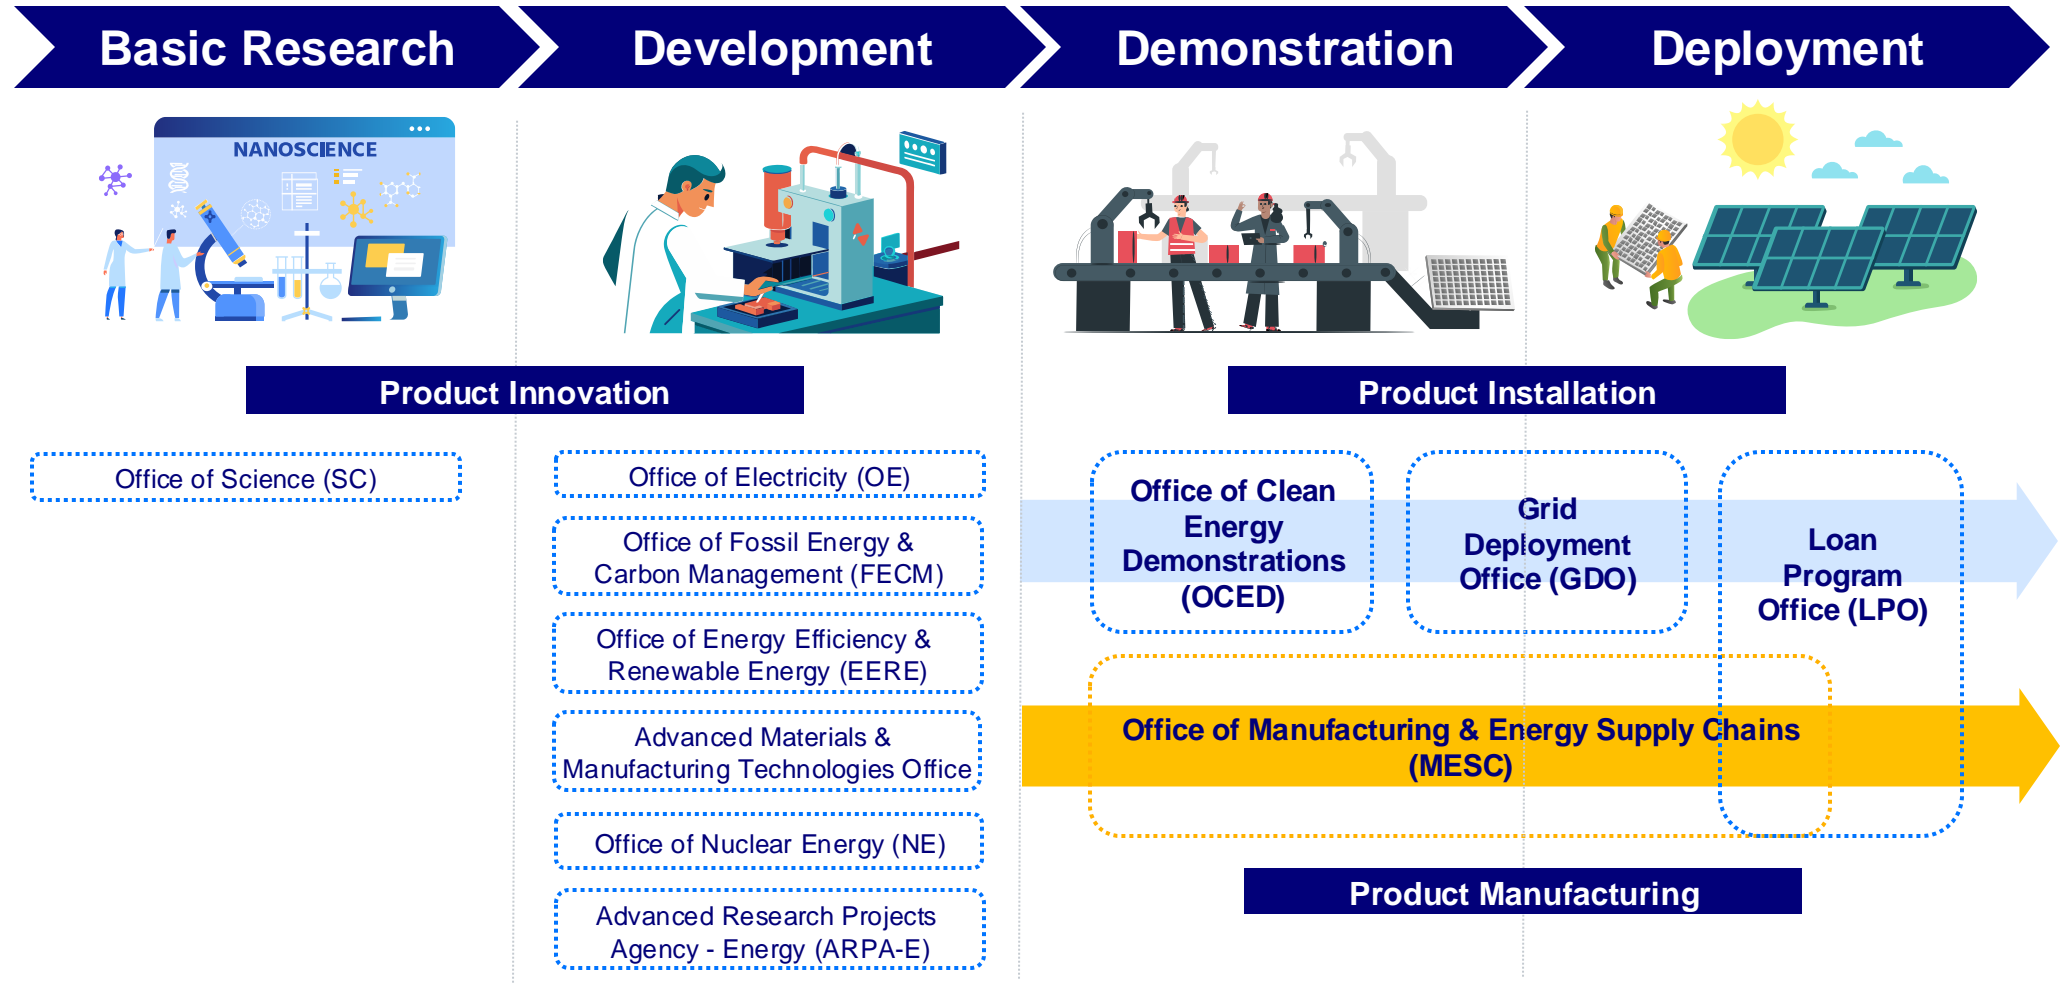 Basic Research
Development
Demonstration
Deployment
NANOSCIENCE
Product Innovation
Product Installation
Office of Science (SC)
Office of Electricity (OE)
Office of Fossil Energy &
Carbon Management (FECM)
Office of Energy Efficiency &
Renewable Energy (EERE)
Advanced Materials &
Manufacturing Technologies Office
Office of Nuclear Energy (NE)
Advanced Research Projects
Agency - Energy (ARPA-E)
Office of Clean
Energy
Demonstrations
(OCED)
Grid
Deployment
Office (GDO)
Loan
Program
Office (LPO)
Office of Manufacturing & Energy Supply Chains
(MESC)
Product Manufacturing